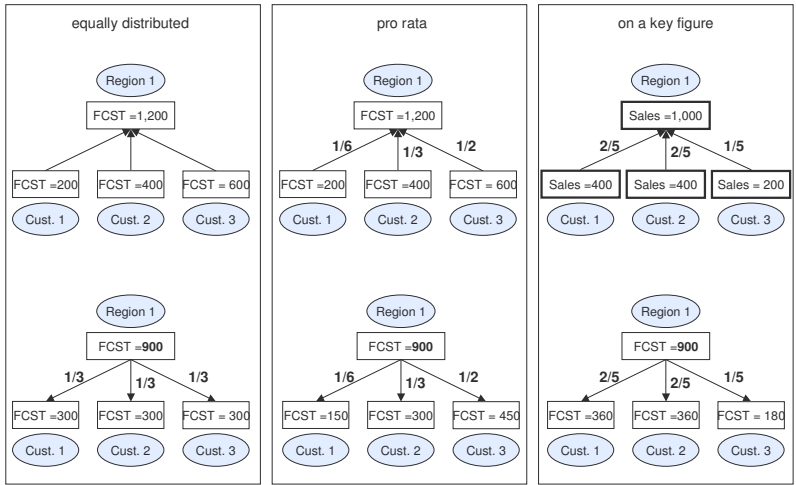 equally distributed
Region 1
FCST =1,200
FCST =200
FCST =400
FCST = 600
Cust. 1
Cust. 2
Cust. 3
Region 1
FCST =900
1/3
1/3
1/3
FCST =300
FCST =300
FCST = 300
Cust. 1
Cust. 2
Cust. 3
pro rata
Region 1
FCST =1,200
1/6
1/3
1/2
FCST =200
FCST =400
FCST = 600
Cust. 1
Cust. 2
Cust. 3
Region 1
FCST =900
1/6
1/3
1/2
FCST =150
FCST =300
FCST = 450
Cust. 1
Cust. 2
Cust. 3
on a key figure
Region 1
Sales =1,000
2/5
2/5
1/5
Sales =400
Sales =400
Sales = 200
Cust. 1
Cust. 2
Cust. 3
Region 1
FCST =900
2/5
2/5
1/5
FCST =360
FCST =360
FCST = 180
Cust. 1
Cust. 2
Cust. 3